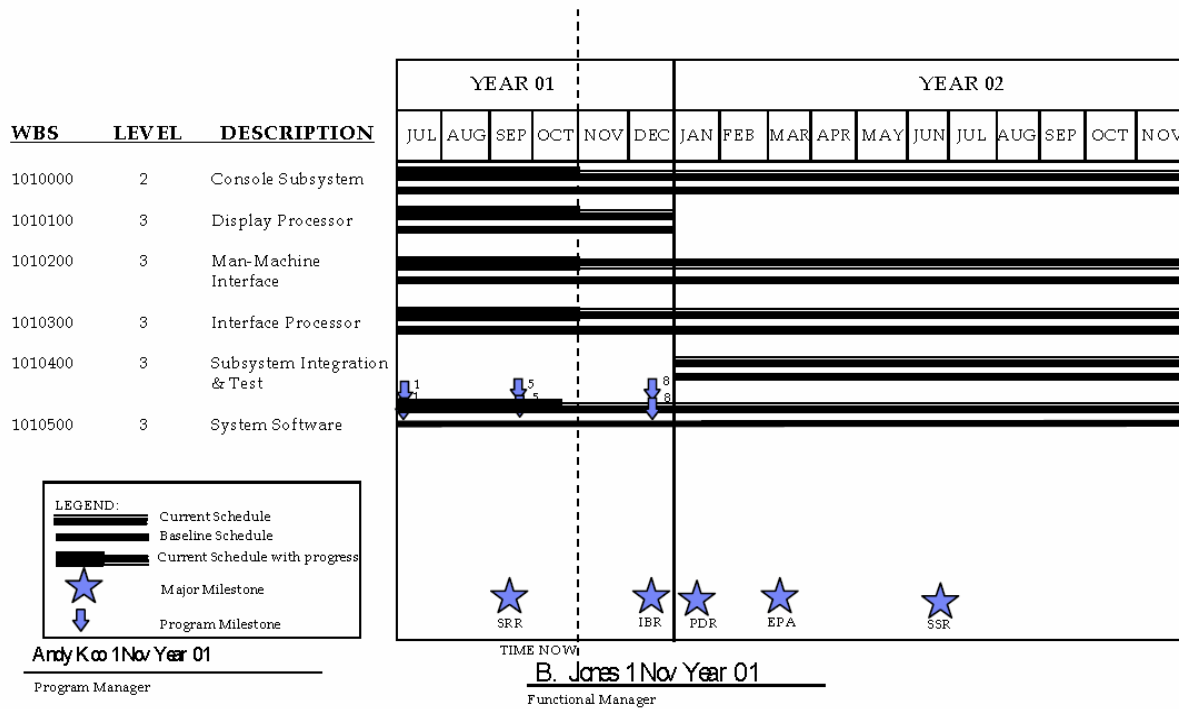 YEAR 01 YEAR 02
WBS LEVEL DESCRIPTION
JUL AUG SEP OCT NOV DEC JAN FEB MAR APR MAY JUN JUL AUG SEP OCT NOV
1010000 2 Console Subsystem
1010100 3 Display Processor
1010200 3 Man-Machine
Interface
1010300 3 Interface Processor
1010400 3 Subsystem Integration
& Test
1 5 8
1 5 8
1010500 3 System Software
LEGEND:
Current Schedule
Baseline Schedule
Current Schedule with progress
Major Milestone
Program Milestone
SRR IBR PDR EPA SSR
TIME NOW
Andy Koo 1 Nov Year 01
Program Manager
B. Jones 1 Nov Year 01
Functional Manager